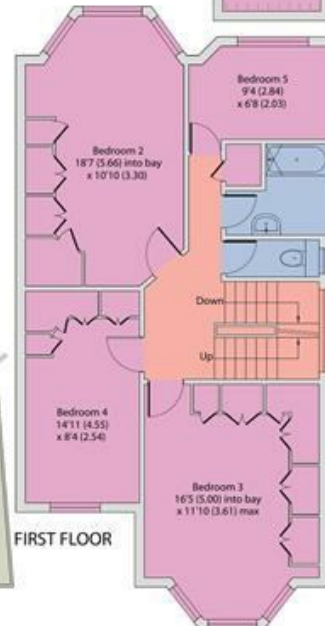 Bedroom 5
9'4 (2.84)
x 6'8 (2.03)
Bedroom 2
18'7 (5.66) into bay
x 10'10 (3.30)
Down
Up
Bedroom 4
14'11 (4.55)
x 8'4 (2.54)
Bedroom 3
16'5 (5.00) into bay
x 11'10 (3.61) max
FIRST FLOOR